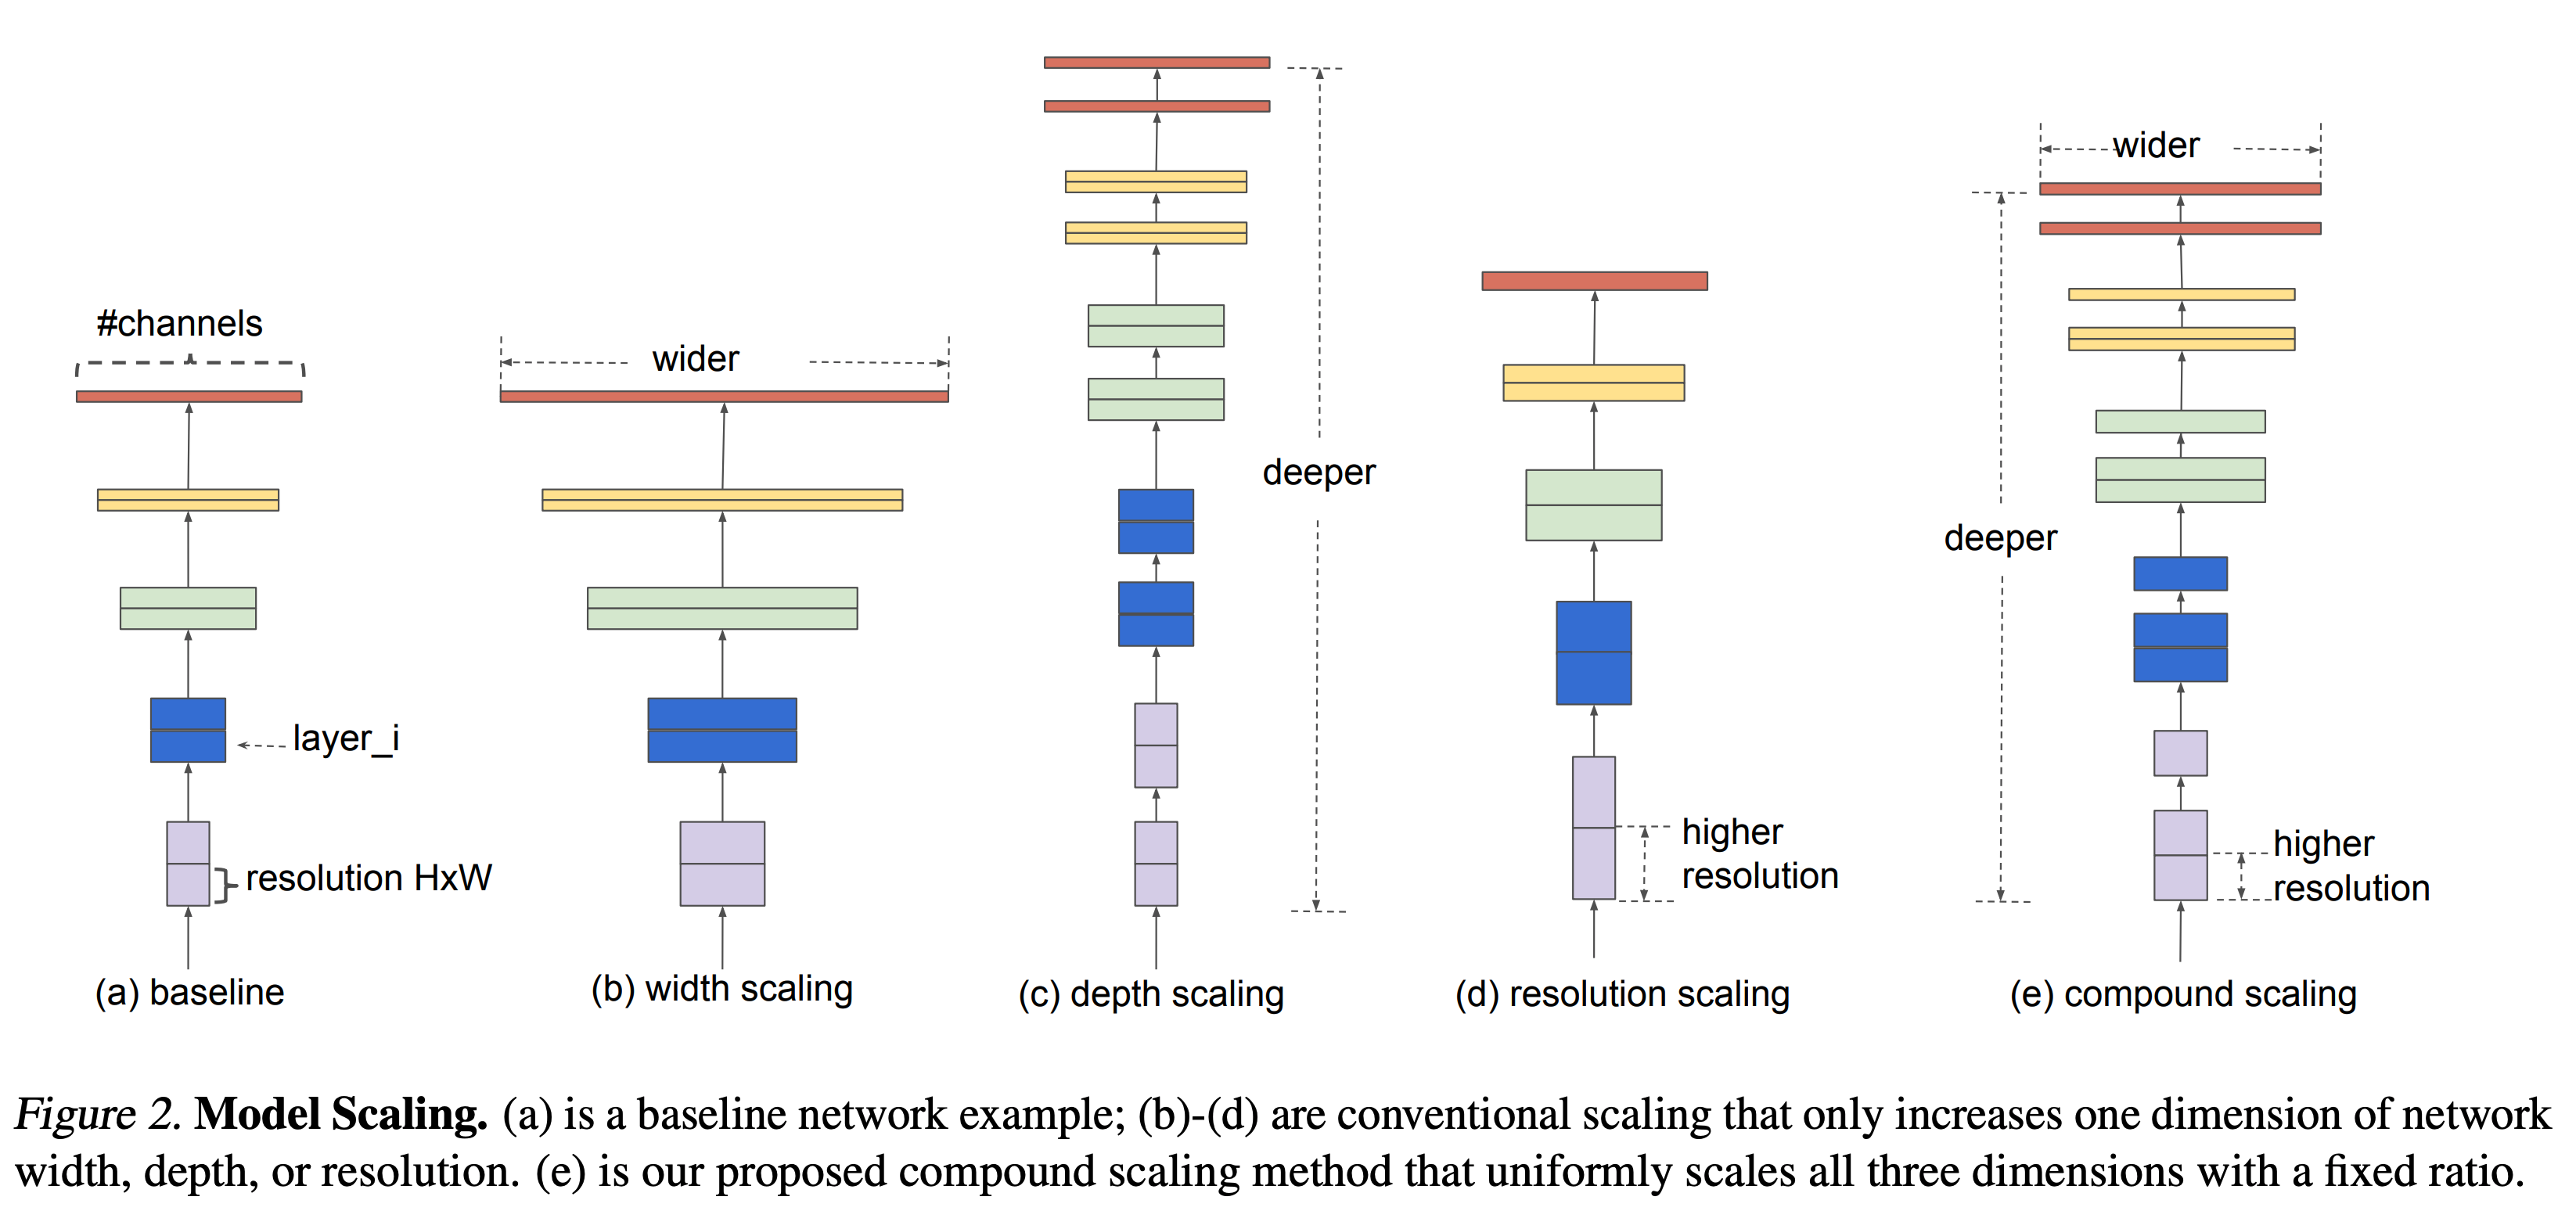 #channels
layer_i
resolution HxW
(a) baseline
wider
(b) width scaling
deeper
(c) depth scaling
higher
resolution
(d) resolution scaling
wider
deeper
higher
resolution
(e) compound scaling
Figure 2. Model Scaling. (a) is a baseline network example; (b)-(d) are conventional scaling that only increases one dimension of network
width, depth, or resolution. (e) is our proposed compound scaling method that uniformly scales all three dimensions with a fixed ratio.